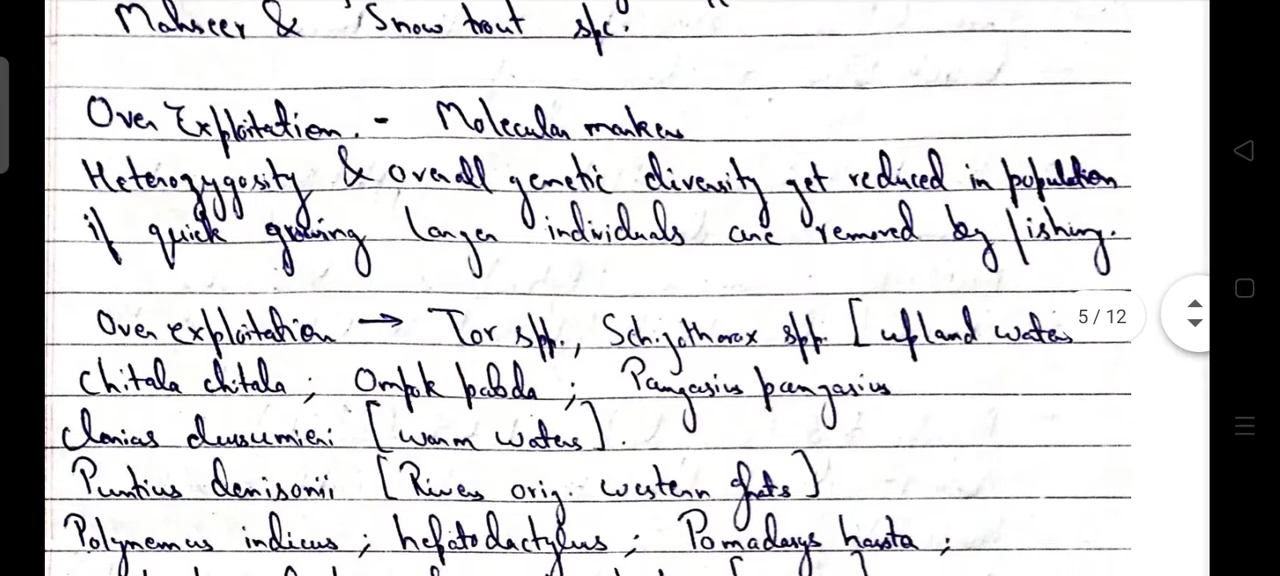 Mahseer & Snow trout spc.
Over Exploitation. - Molecular markers
Heterozygosity & overall genetic diversity get reduced in population
if quick growing larger individuals are removed by fishing.
5 / 12
Over exploitation → Tor spp., Schizothorax spp. [upland waters
Chitala chitala ; Ompok pabda ; Pangasius pangasius
Clarias dussumieri [warm waters].
Puntius denisonii [Rivers orig. western ghats]
Polynemus indicus ; heptadactylus ; Pomadasys hasta ;